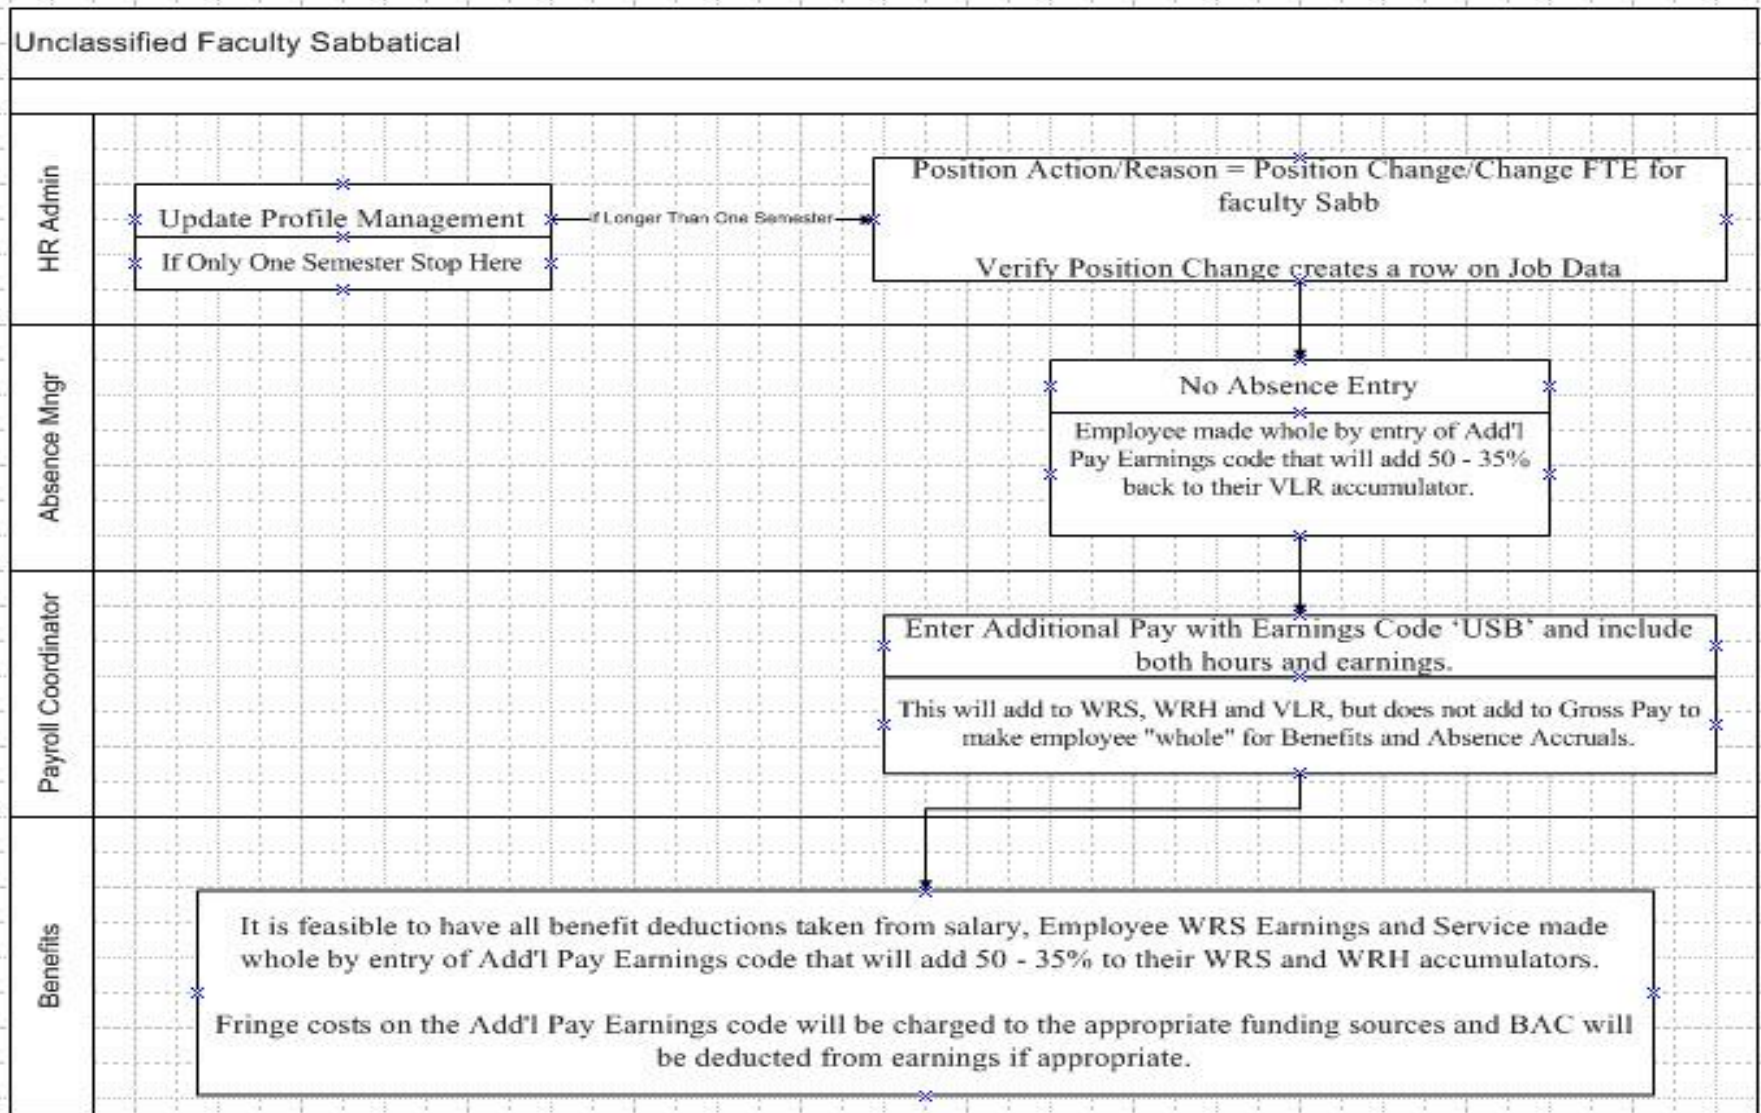 Unclassified Faculty Sabbatical
HR Admin
Update Profile Management
If Only One Semester Stop Here
If Longer Than One Semester
Position Action/Reason = Position Change/Change FTE for
faculty Sabb
Verify Position Change creates a row on Job Data
Absence Mngr
No Absence Entry
Employee made whole by entry of Add'l
Pay Earnings code that will add 50 - 35%
back to their VLR accumulator.
Payroll Coordinator
Enter Additional Pay with Earnings Code ‘USB’ and include
both hours and earnings.
This will add to WRS, WRH and VLR, but does not add to Gross Pay to
make employee "whole" for Benefits and Absence Accruals.
Benefits
It is feasible to have all benefit deductions taken from salary, Employee WRS Earnings and Service made
whole by entry of Add'l Pay Earnings code that will add 50 - 35% to their WRS and WRH accumulators.
Fringe costs on the Add'l Pay Earnings code will be charged to the appropriate funding sources and BAC will
be deducted from earnings if appropriate.